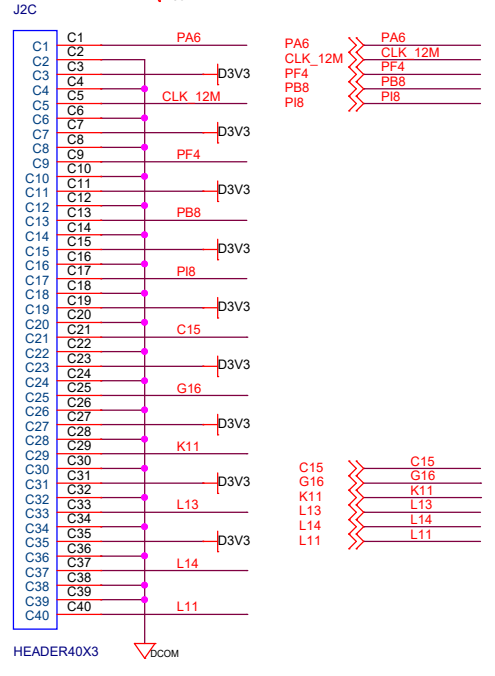 J2C
C1 C1 PA6
C2 C2
C3 C3 D3V3
C4 C4
C5 C5 CLK_12M
C6 C6
C7 C7 D3V3
C8 C8
C9 C9 PF4
C10 C10
C11 C11 D3V3
C12 C12
C13 C13 PB8
C14 C14
C15 C15 D3V3
C16 C16
C17 C17 PI8
C18 C18
C19 C19 D3V3
C20 C20
C21 C21 C15
C22 C22
C23 C23 D3V3
C24 C24
C25 C25 G16
C26 C26
C27 C27 D3V3
C28 C28
C29 C29 K11
C30 C30
C31 C31 D3V3
C32 C32
C33 C33 L13
C34 C34
C35 C35 D3V3
C36 C36
C37 C37 L14
C38 C38
C39 C39
C40 C40 L11
HEADER40X3
DCOM
PA6 PA6
CLK_12M CLK_12M
PF4 PF4
PB8 PB8
PI8 PI8
C15 C15
G16 G16
K11 K11
L13 L13
L14 L14
L11 L11